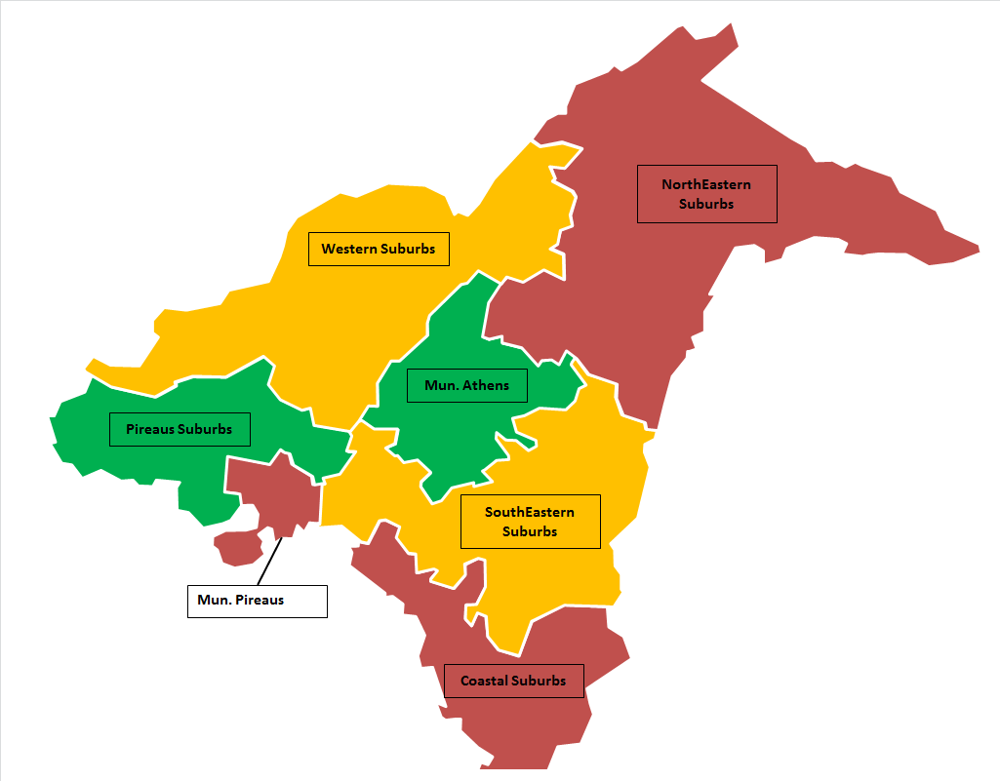 NorthEastern
Suburbs
Western Suburbs
Mun. Athens
Pireaus Suburbs
SouthEastern
Suburbs
Mun. Pireaus
Coastal Suburbs